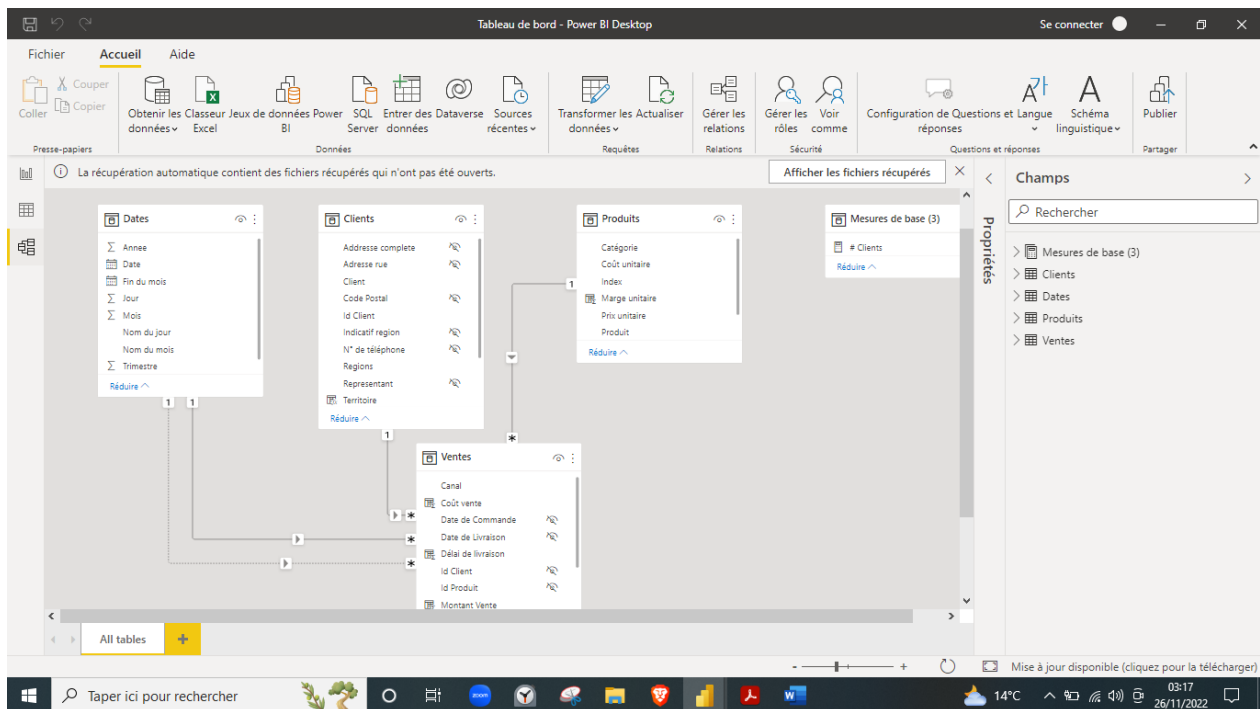 Tableau de bord - Power BI Desktop
Se connecter
Fichier Accueil Aide
Coller
Couper
Copier
Obtenir les données
Classeur Excel
Jeux de données Power BI
SQL Server
Entrer des données
Dataverse
Sources récentes
Transformer les données
Actualiser
Gérer les relations
Gérer les rôles
Voir comme
Configuration de Questions et réponses
Langue
Schéma linguistique
Publier
Presse-papiers
Données
Requêtes
Relations
Sécurité
Questions et réponses
Partager
La récupération automatique contient des fichiers récupérés qui n'ont pas été ouverts.
Afficher les fichiers récupérés
Dates
Annee
Date
Fin du mois
Jour
Mois
Nom du jour
Nom du mois
Trimestre
Réduire
1 1
Clients
Addresse complete
Adresse rue
Client
Code Postal
Id Client
Indicatif region
N° de téléphone
Regions
Representant
Territoire
Réduire
1
Produits
Catégorie
Coût unitaire
Index
Marge unitaire
Prix unitaire
Produit
Réduire
1
*
Mesures de base (3)
# Clients
Réduire
Ventes
Canal
Coût vente
Date de Commande
Date de Livraison
Délai de livraison
Id Client
Id Produit
Montant Vente
*
*
*
Propriétés
Champs
Rechercher
Mesures de base (3)
Clients
Dates
Produits
Ventes
All tables
+
- +
Mise à jour disponible (cliquez pour la télécharger)
Taper ici pour rechercher
zoom
14°C
03:17
26/11/2022